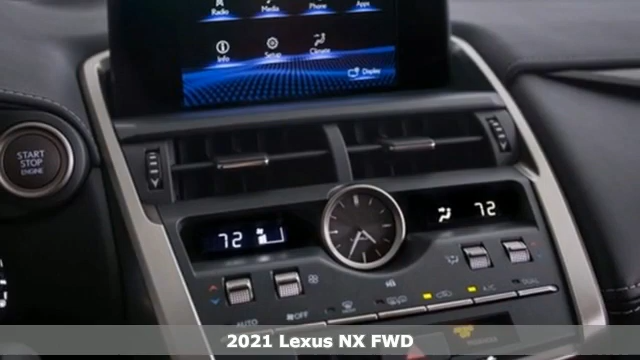 Radio Media Phone Apps
Info Setup Climate
Display
START
STOP
ENGINE
72
72
AUTO
OFF
A/C
DUAL
2021 Lexus NX FWD